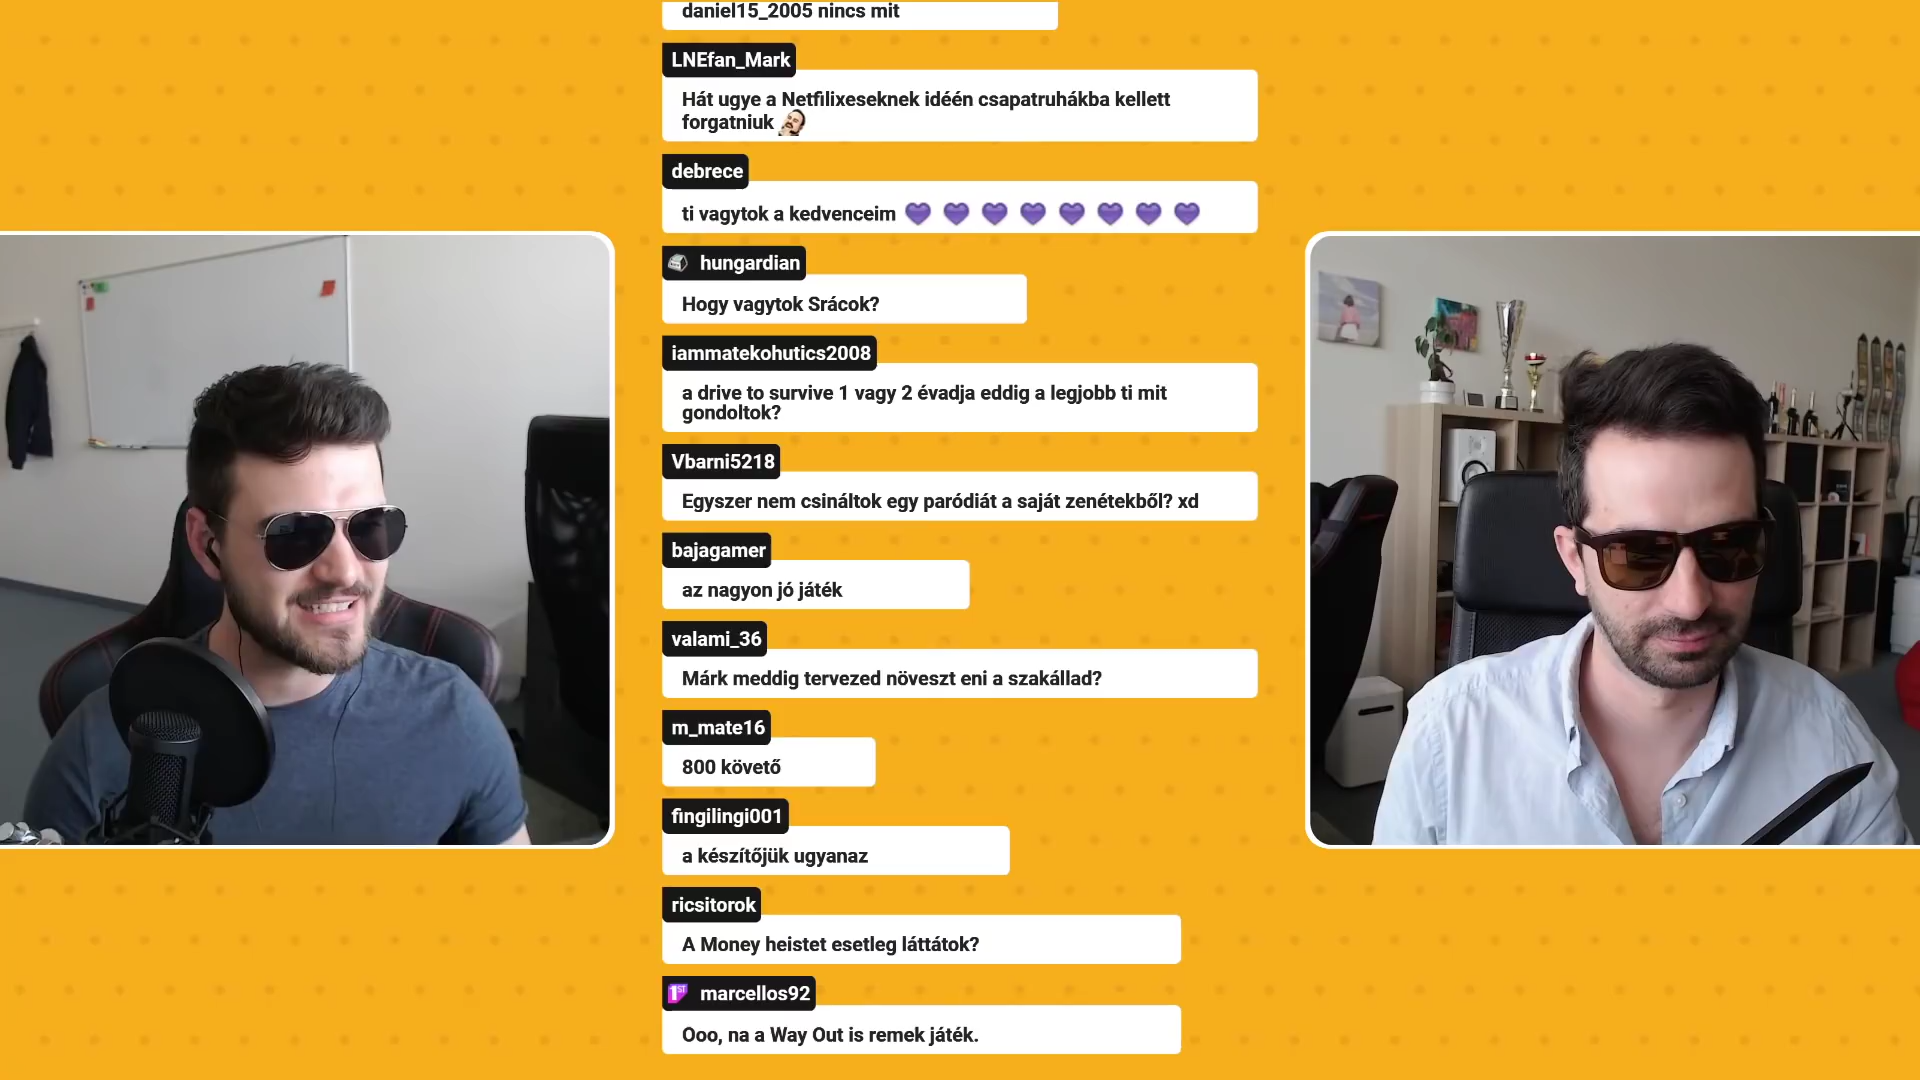 daniel15_2005 nincs mit
LNEfan_Mark
Hát ugye a Netfilixeseknek idéén csapatruhákba kellett
forgatniuk
debrece
ti vagytok a kedvenceim
hungardian
Hogy vagytok Srácok?
iammatekohutics2008
a drive to survive 1 vagy 2 évadja eddig a legjobb ti mit
gondoltok?
Vbarni5218
Egyszer nem csináltok egy paródiát a saját zenétekből? xd
bajagamer
az nagyon jó játék
valami_36
Márk meddig tervezed növeszt eni a szakállad?
m_mate16
800 követő
fingilingi001
a készítőjük ugyanaz
ricsitorok
A Money heistet esetleg láttátok?
1ST marcellos92
Ooo, na a Way Out is remek játék.